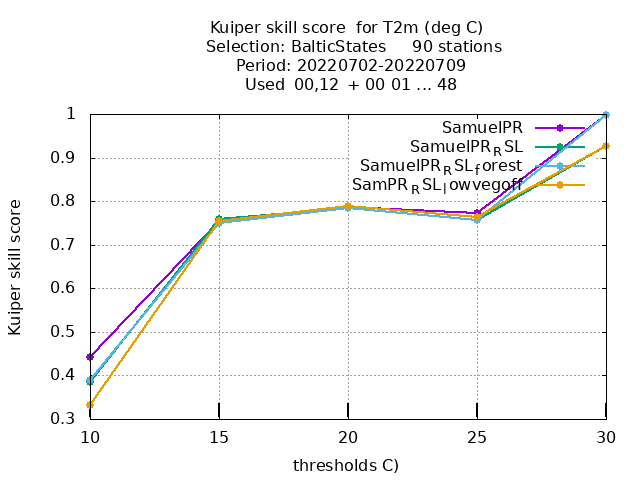 Kuiper skill score for T2m (deg C)
Selection: BalticStates 90 stations
Period: 20220702-20220709
Used 00,12 + 00 01 ... 48
SamuelPR
SamuelPR_RSL
SamuelPR_RSL_forest
SamPR_RSL_lowvegoff
Kuiper skill score
1
0.9
0.8
0.7
0.6
0.5
0.4
0.3
10 15 20 25 30
thresholds C)